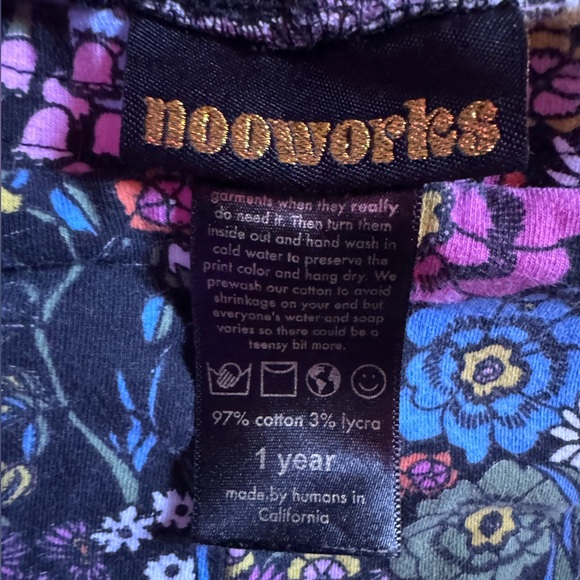 nooworks
garments when they really
do need it. Then turn them
inside out and hand wash in
cold water to preserve the
print color and hang dry. We
prewash our cotton to avoid
shrinkage on your end but
everyone's water and soap
varies so there could be a
teensy bit more.
97% cotton 3% lycra
1 year
made by humans in
California